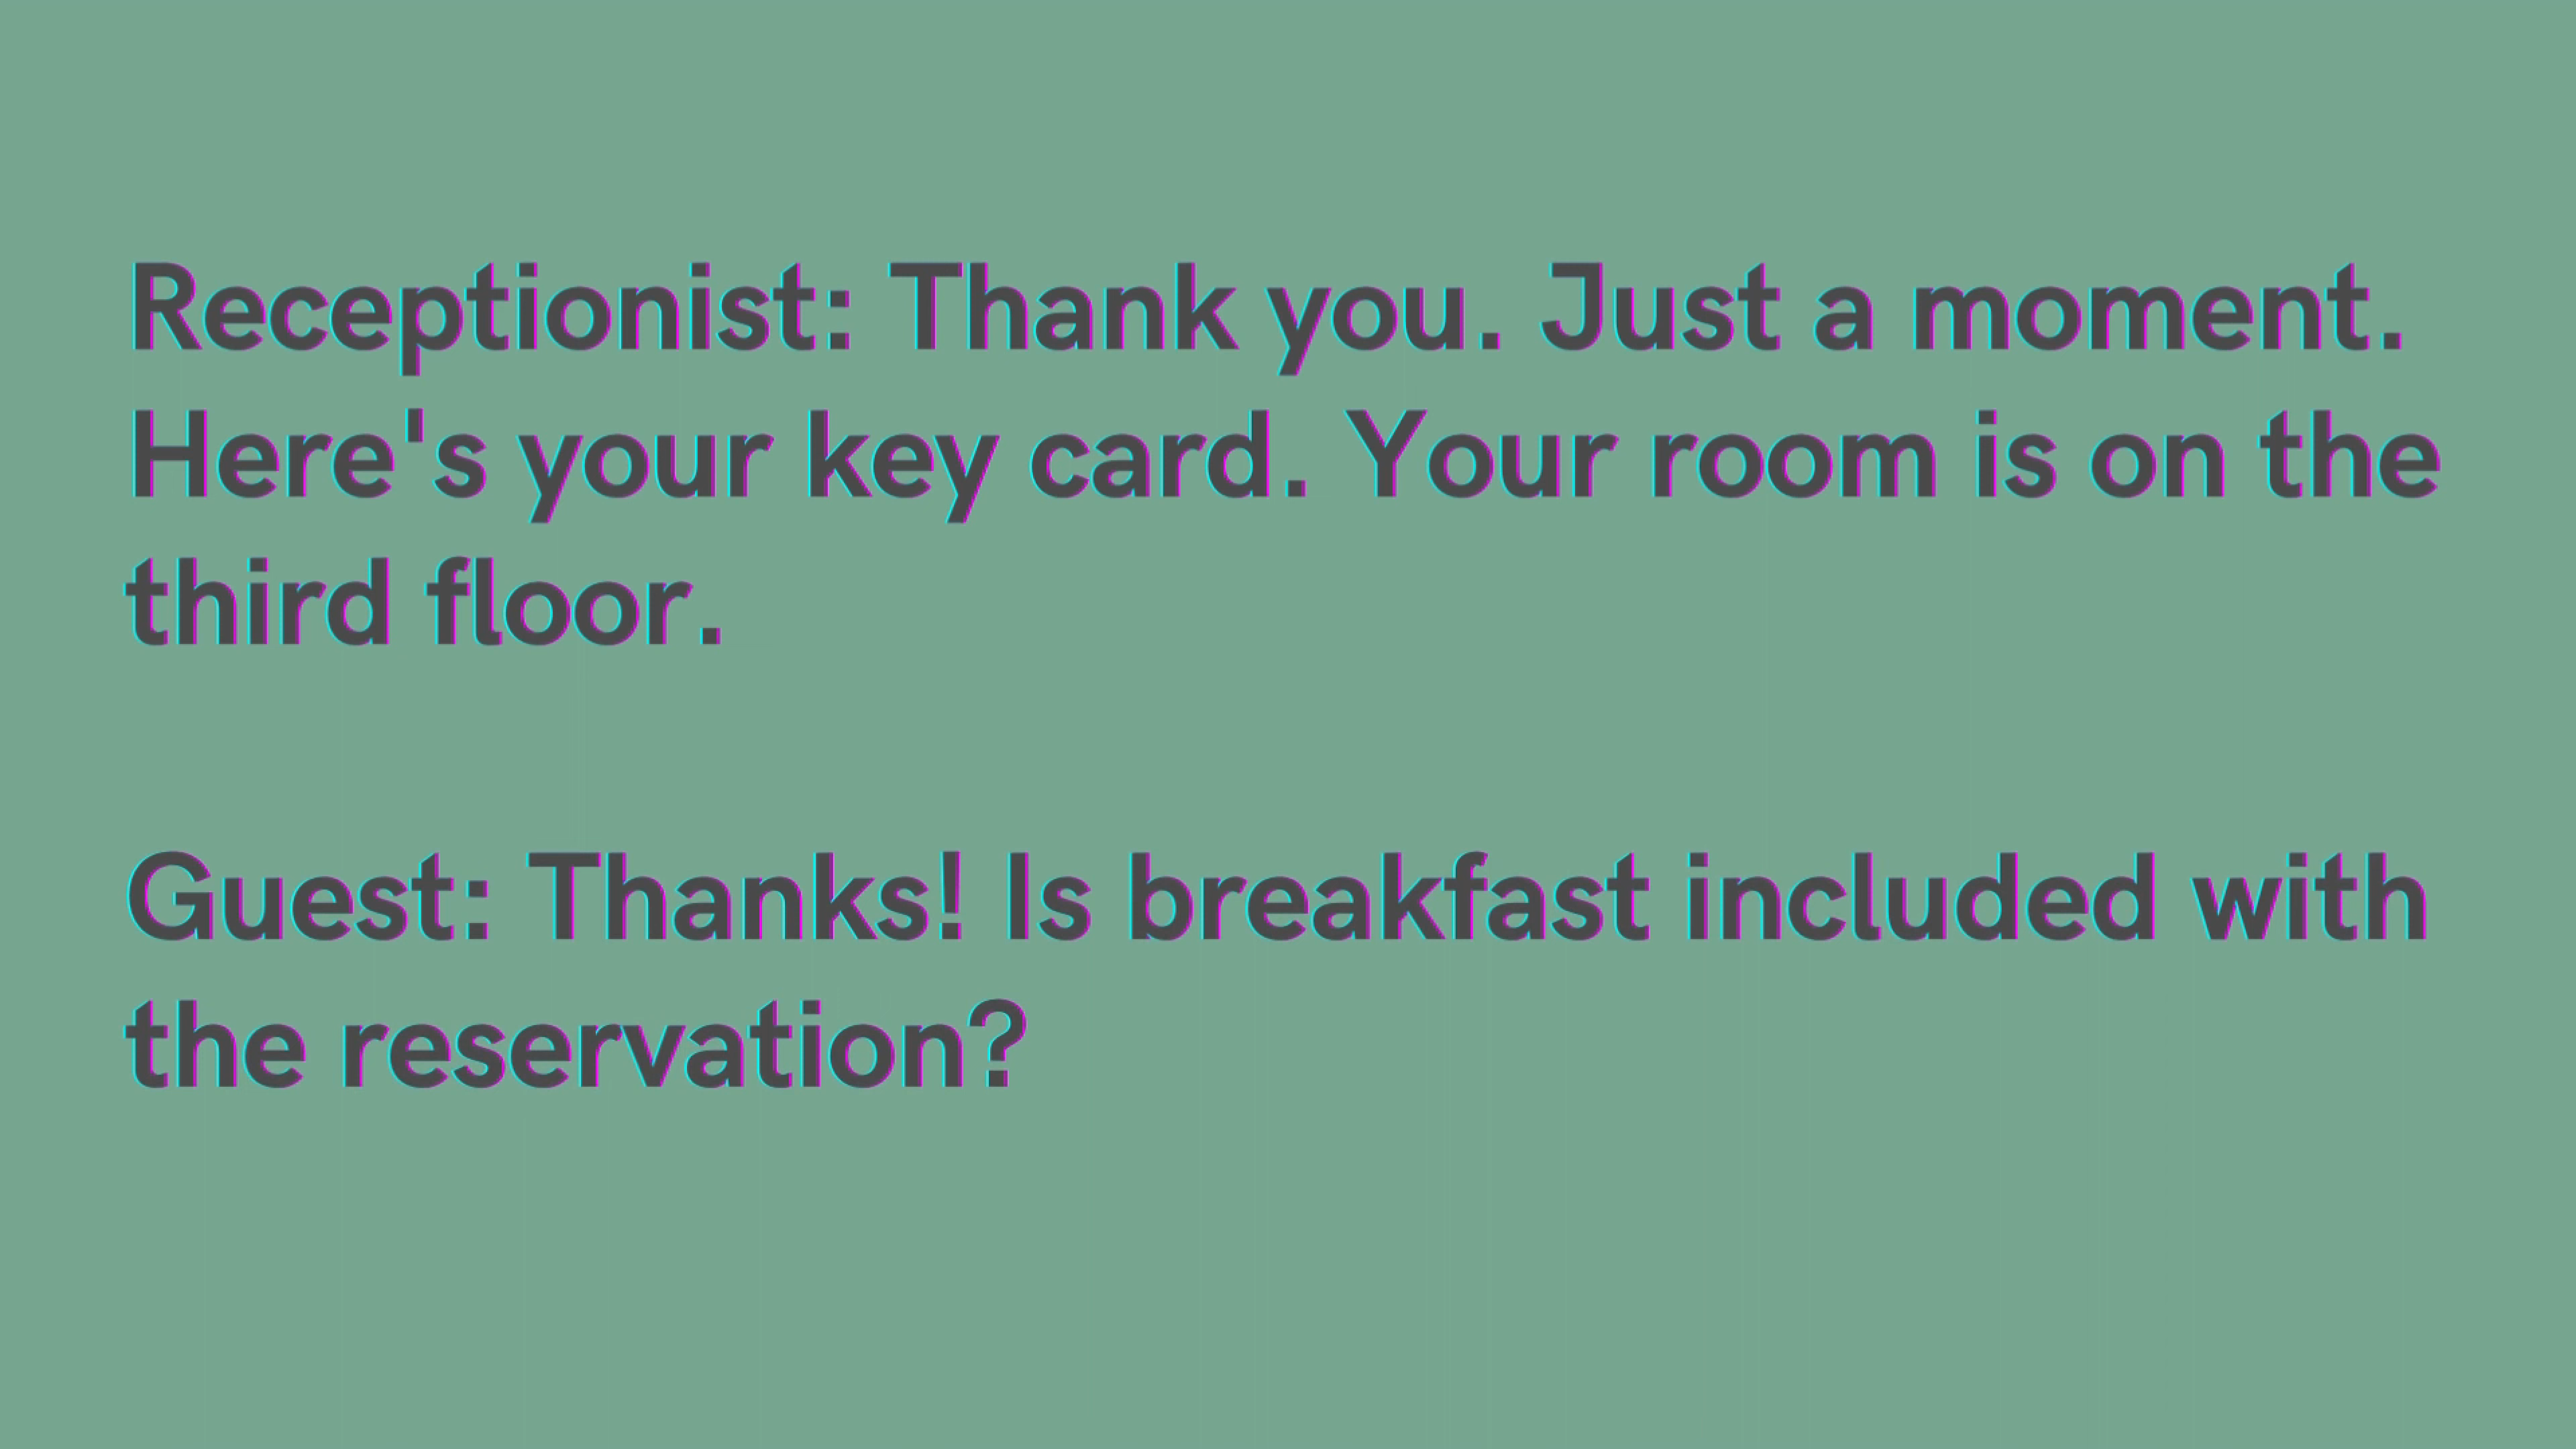 Receptionist: Thank you. Just a moment.
Here's your key card. Your room is on the
third floor.
Guest: Thanks! Is breakfast included with
the reservation?